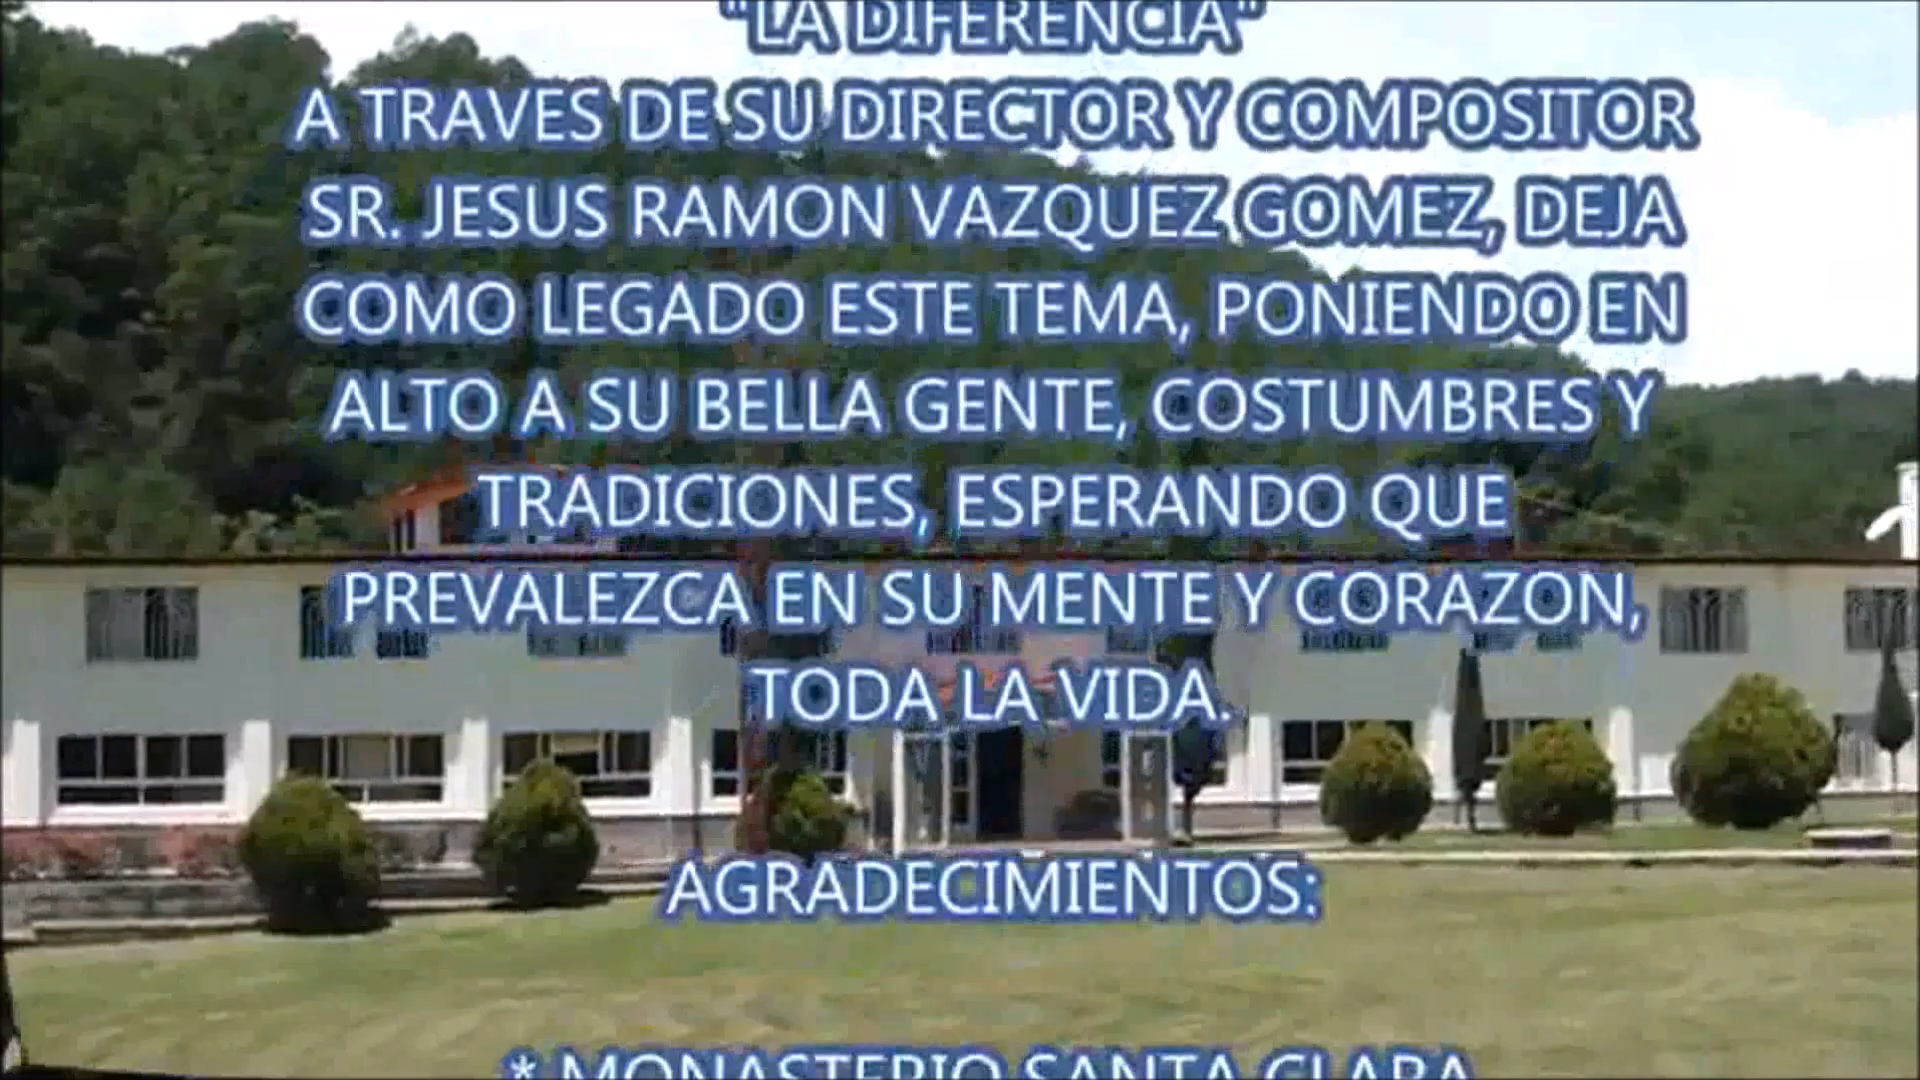 "LA DIFERENCIA"
A TRAVES DE SU DIRECTOR Y COMPOSITOR
SR. JESUS RAMON VAZQUEZ GOMEZ, DEJA
COMO LEGADO ESTE TEMA, PONIENDO EN
ALTO A SU BELLA GENTE, COSTUMBRES Y
TRADICIONES, ESPERANDO QUE
PREVALEZCA EN SU MENTE Y CORAZON,
TODA LA VIDA.
AGRADECIMIENTOS:
* MONASTERIO SANTA CLARA